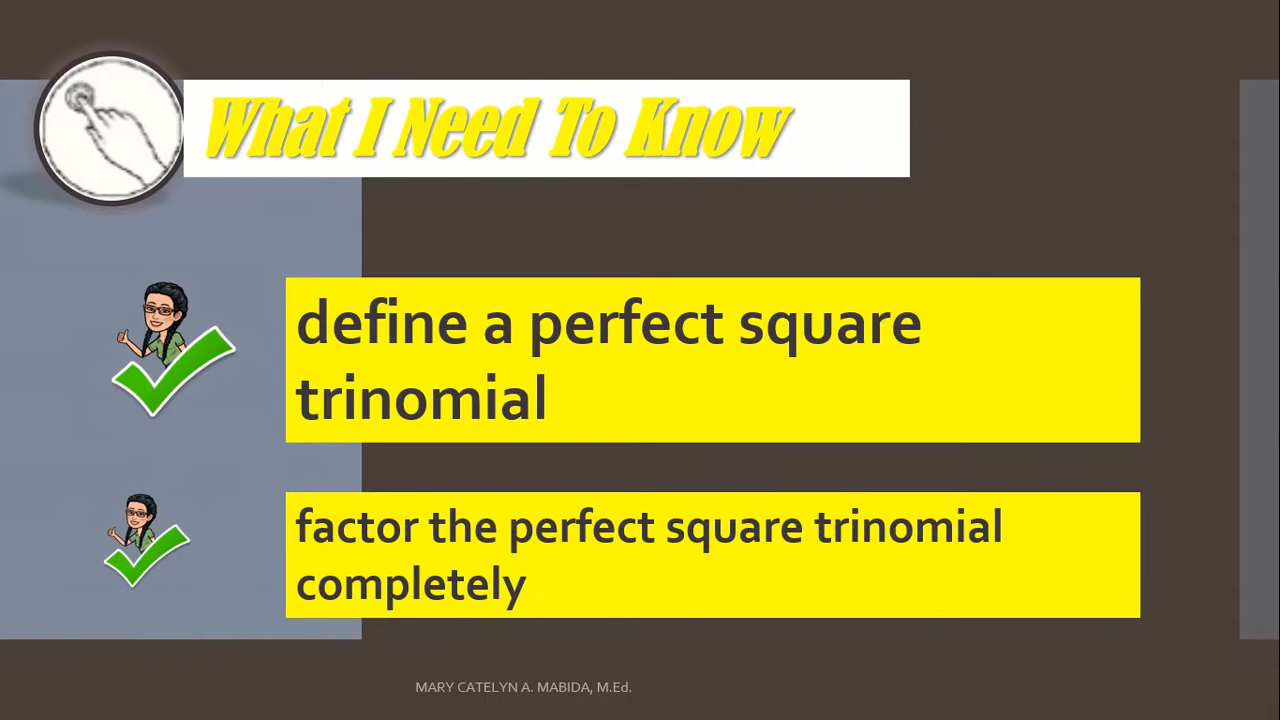 What I Need To Know
define a perfect square
trinomial
factor the perfect square trinomial
completely
MARY CATELYN A. MABIDA, M.Ed.